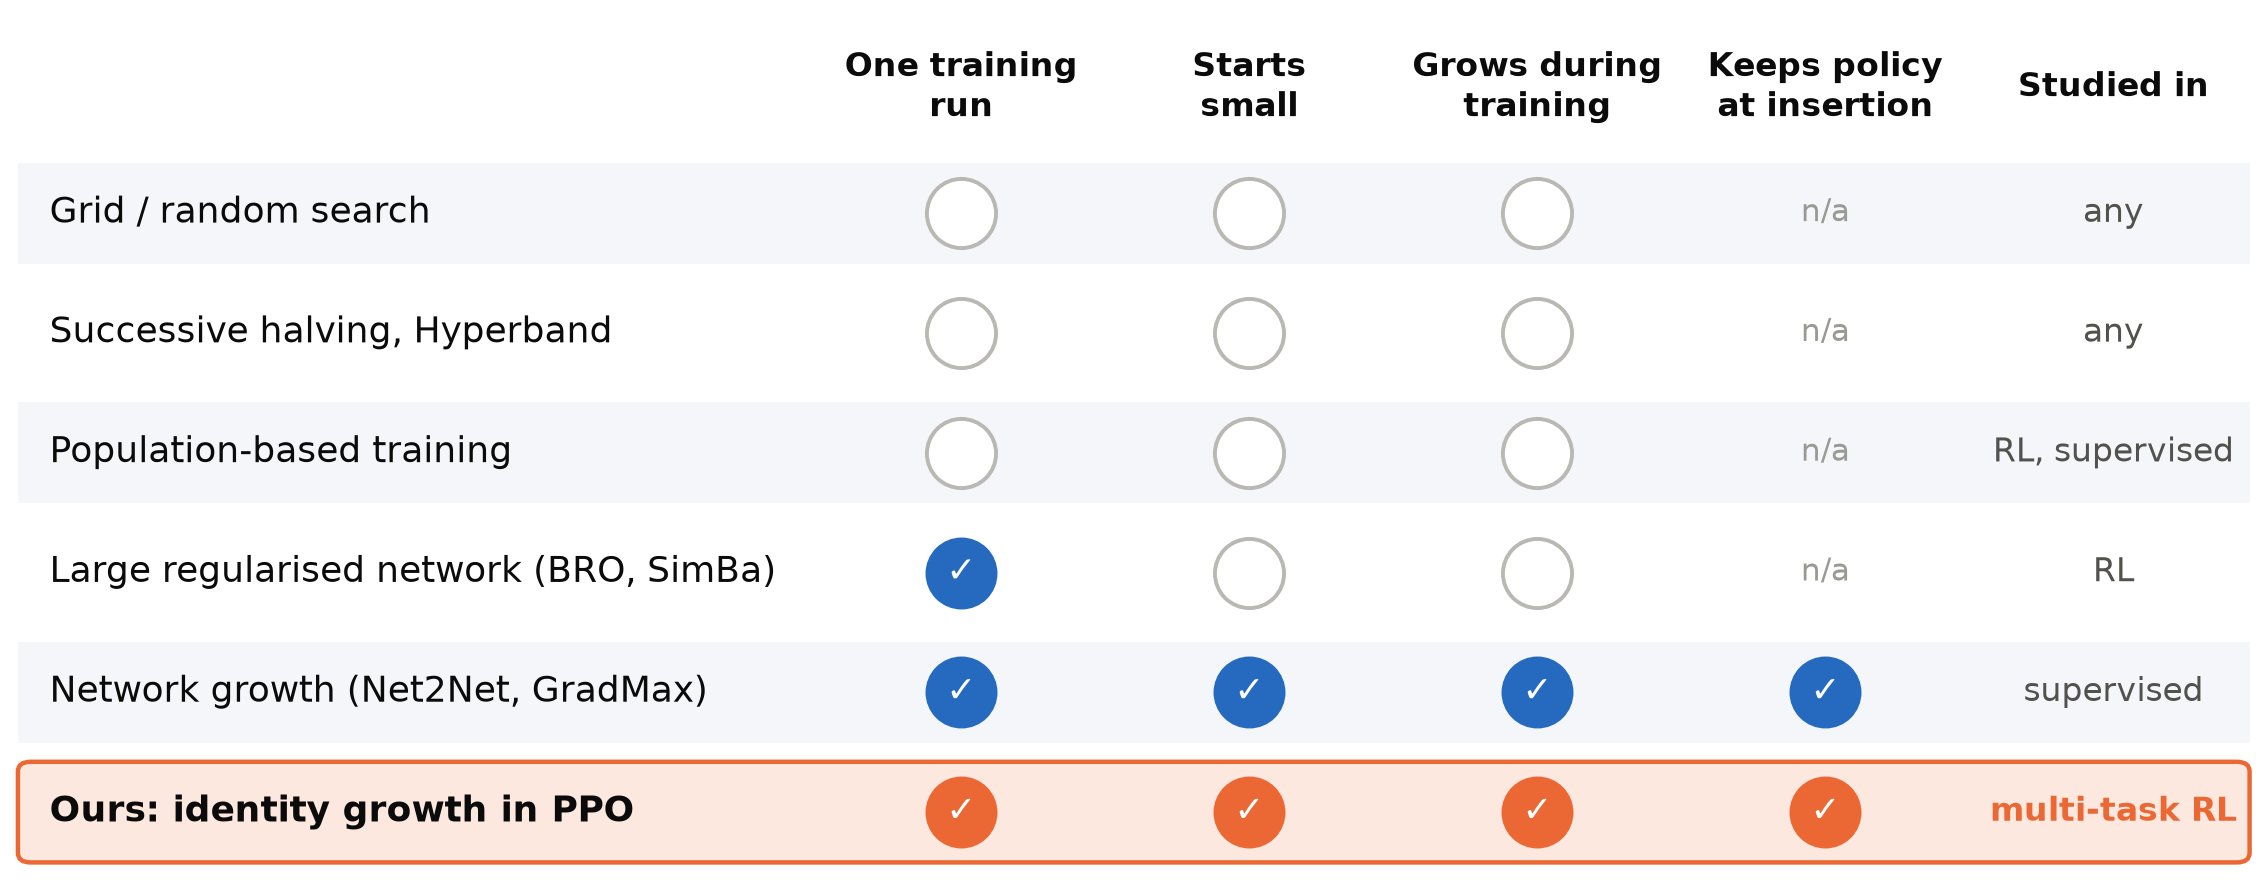 One training run
Starts small
Grows during training
Keeps policy at insertion
Studied in
Grid / random search n/a any
Successive halving, Hyperband n/a any
Population-based training n/a RL, supervised
Large regularised network (BRO, SimBa) ✓ n/a RL
Network growth (Net2Net, GradMax) ✓ ✓ ✓ ✓ supervised
Ours: identity growth in PPO ✓ ✓ ✓ ✓ multi-task RL